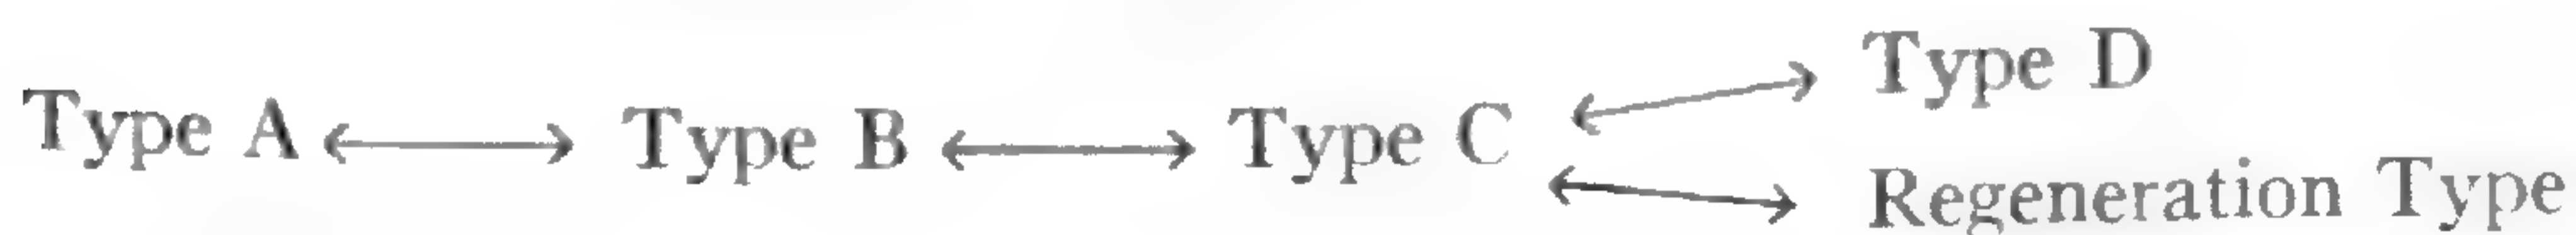 Type A ⟷ Type B ⟷ Type C ⟷ Type D
⟷ Regeneration Type